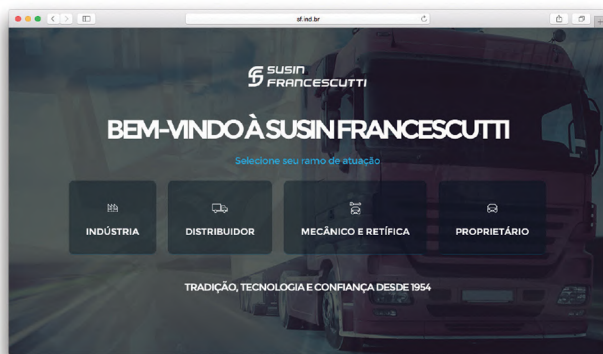 sf.ind.br
SUSIN
FRANCESCUTTI
BEM-VINDO À SUSIN FRANCESCUTTI
Selecione seu ramo de atuação
INDÚSTRIA
DISTRIBUIDOR
MECÂNICO E RETÍFICA
PROPRIETÁRIO
TRADIÇÃO, TECNOLOGIA E CONFIANÇA DESDE 1954